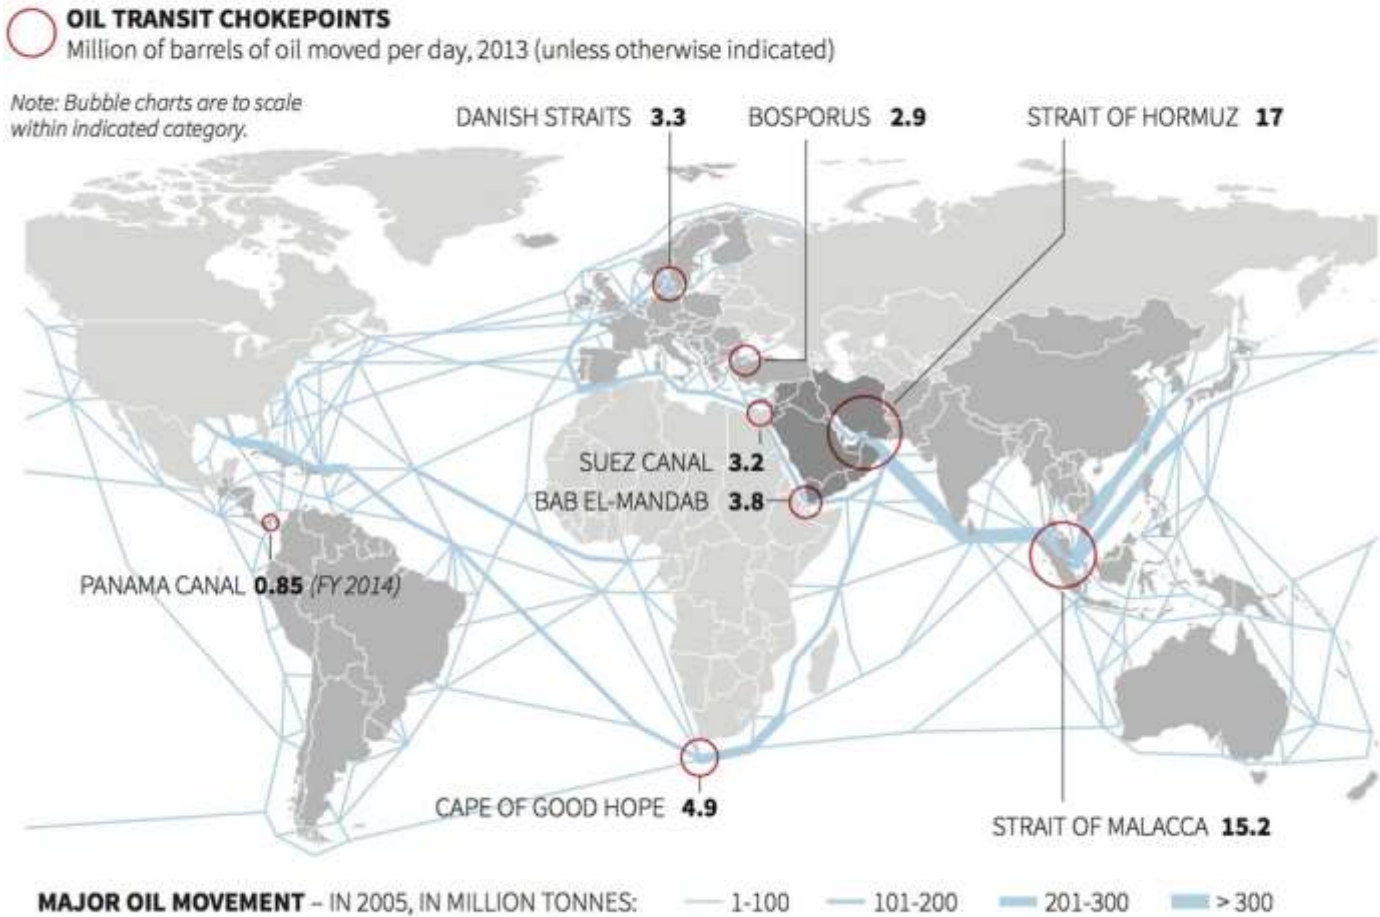 OIL TRANSIT CHOKEPOINTS
Million of barrels of oil moved per day, 2013 (unless otherwise indicated)
Note: Bubble charts are to scale
within indicated category.
DANISH STRAITS 3.3
BOSPORUS 2.9
STRAIT OF HORMUZ 17
SUEZ CANAL 3.2
BAB EL-MANDAB 3.8
PANAMA CANAL 0.85 (FY 2014)
CAPE OF GOOD HOPE 4.9
STRAIT OF MALACCA 15.2
MAJOR OIL MOVEMENT – IN 2005, IN MILLION TONNES: 1-100 101-200 201-300 > 300